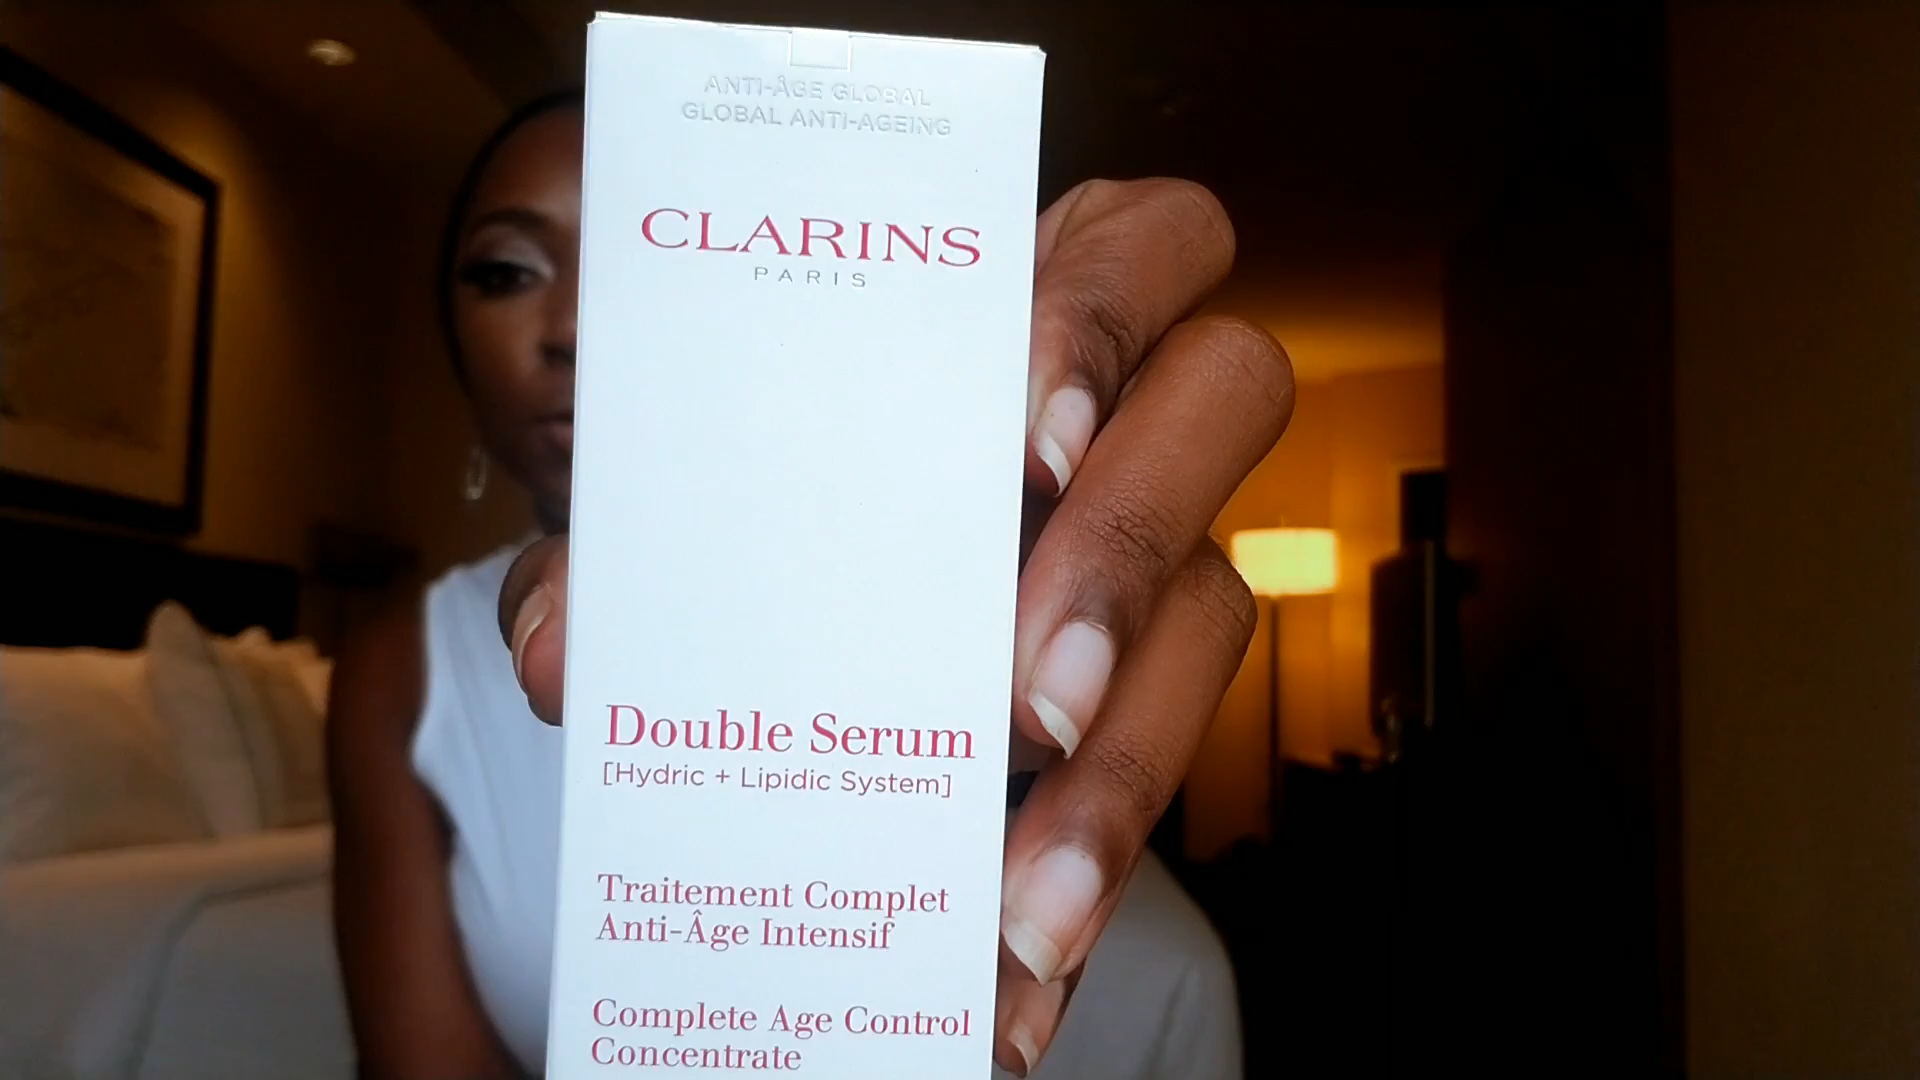 ANTI-ÂGE GLOBAL
GLOBAL ANTI-AGEING
CLARINS
PARIS
Double Serum
[Hydric + Lipidic System]
Traitement Complet
Anti-Âge Intensif
Complete Age Control
Concentrate